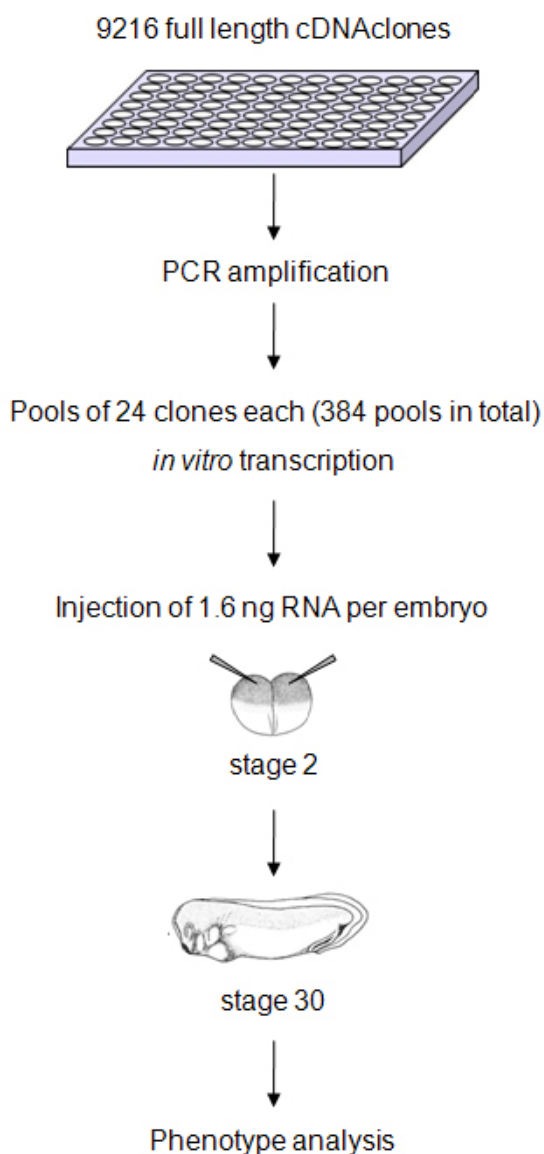 9216 full length cDNAclones
PCR amplification
Pools of 24 clones each (384 pools in total)
in vitro transcription
Injection of 1.6 ng RNA per embryo
stage 2
stage 30
Phenotype analysis